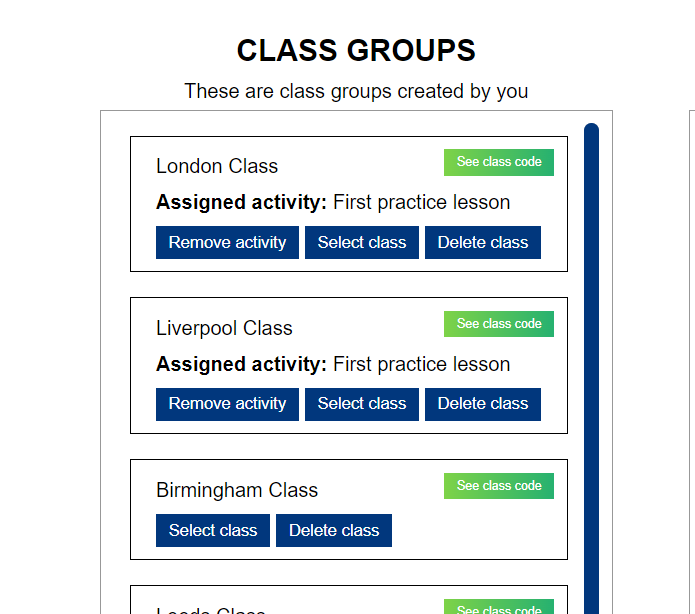 CLASS GROUPS
These are class groups created by you
London Class
See class code
Assigned activity: First practice lesson
Remove activity
Select class
Delete class
Liverpool Class
See class code
Assigned activity: First practice lesson
Remove activity
Select class
Delete class
Birmingham Class
See class code
Select class
Delete class
Leeds Class
See class code